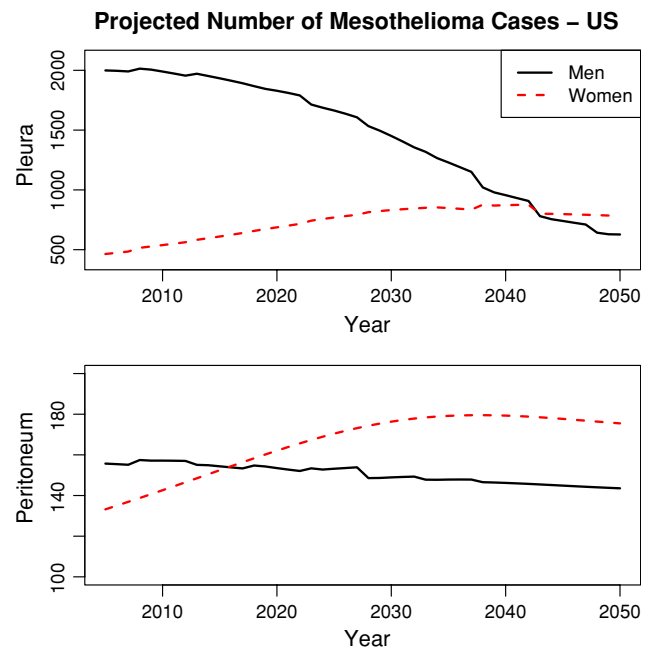 Projected Number of Mesothelioma Cases – US
Men
Women
Pleura
2000
1500
1000
500
2010 2020 2030 2040 2050
Year
Peritoneum
180
140
100
2010 2020 2030 2040 2050
Year